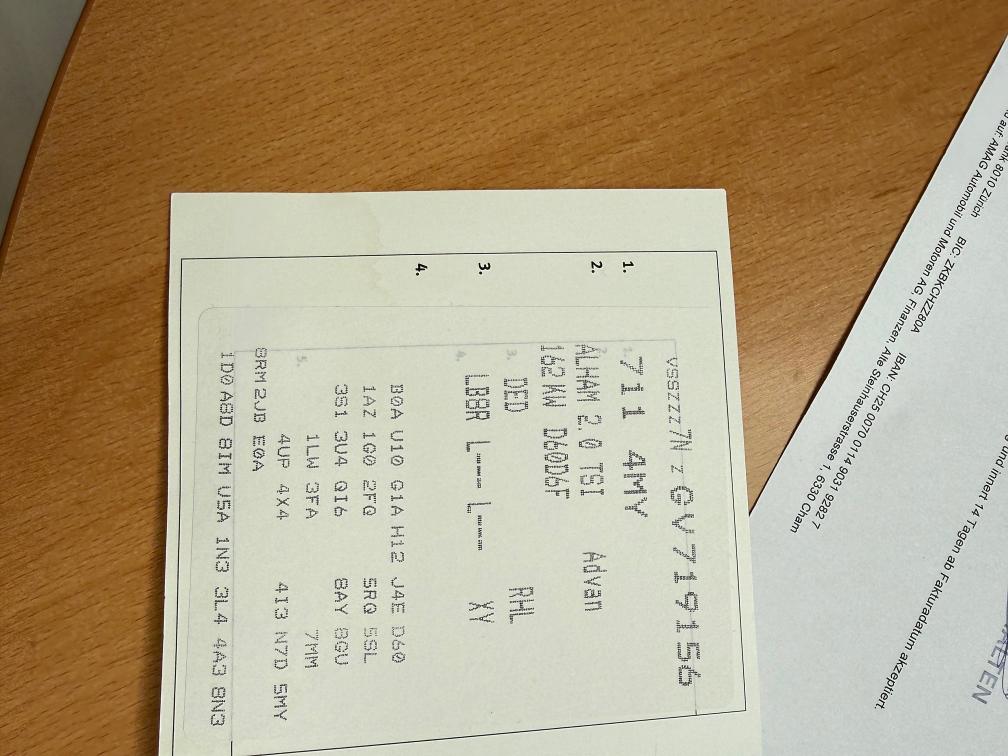 1.
2.
3.
4.
VSSZZZ7N z GV719156
711 4MY
ALHAM 2.0 TSI Advan
162 KW D60D6F
DED RHL
LB8R L--- L--- XY
B0A U10 G1A H12 J4E D60
1AZ 1G0 2FQ 5RQ 5SL
3S1 3U4 QI6 8AY 8GU
1LW 3FA 7MM
4UP 4X4 4I3 N7D 5MY
8RM 2JB E0A
1D0 A8D 8IM U5A 1N3 3L4 4A3 8N3
und innert 14 Tagen ab Fakturadatum akzeptiert.
8010 Zürich BIC: ZKBKCHZZ80A IBAN: CH25 0070 0114 9031 9282 7
auf: AMAG Automobil und Motoren AG, Finanzen, Alte Steinhauserstrasse 1, 6330 Cham